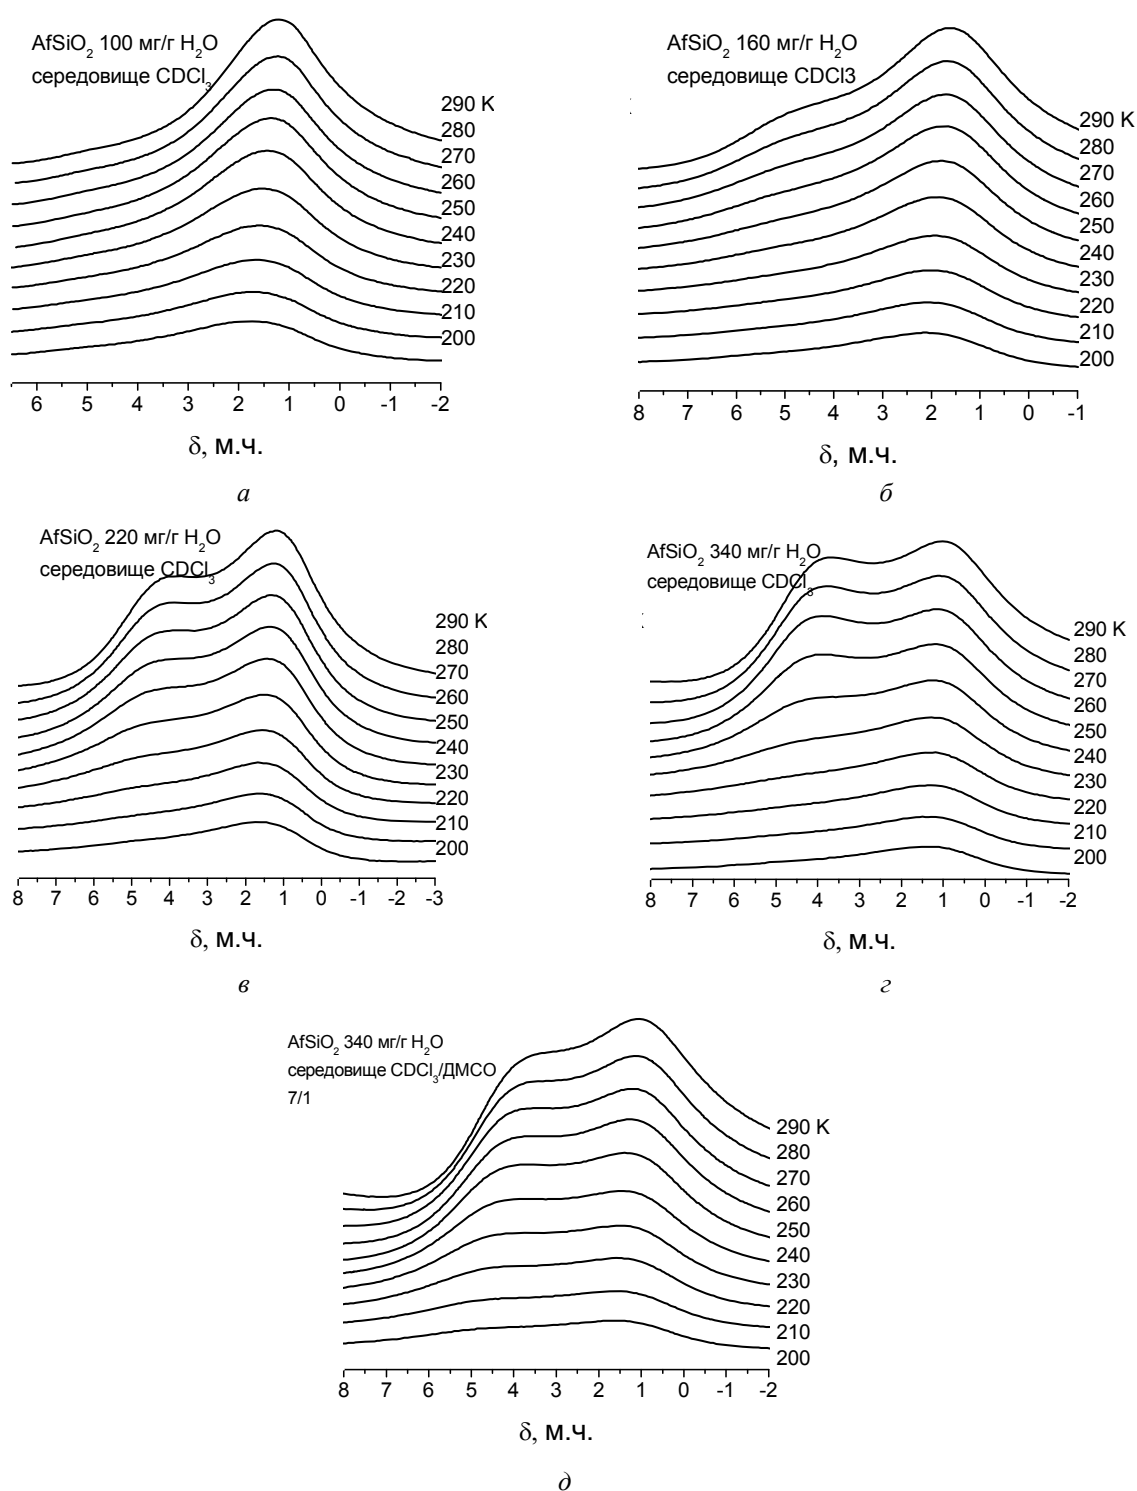 AfSiO2 100 мг/г H2O
середовище CDCl3
290 K
280
270
260
250
240
230
220
210
200
6 5 4 3 2 1 0 -1 -2
δ, м.ч.
а
AfSiO2 160 мг/г H2O
середовище CDCl3
290 K
280
270
260
250
240
230
220
210
200
8 7 6 5 4 3 2 1 0 -1
δ, м.ч.
б
AfSiO2 220 мг/г H2O
середовище CDCl3
290 K
280
270
260
250
240
230
220
210
200
8 7 6 5 4 3 2 1 0 -1 -2 -3
δ, м.ч.
в
AfSiO2 340 мг/г H2O
середовище CDCl3
290 K
280
270
260
250
240
230
220
210
200
8 7 6 5 4 3 2 1 0 -1 -2
δ, м.ч.
г
AfSiO2 340 мг/г H2O
середовище CDCl3/ДМСО
7/1
290 K
280
270
260
250
240
230
220
210
200
8 7 6 5 4 3 2 1 0 -1 -2
δ, м.ч.
д